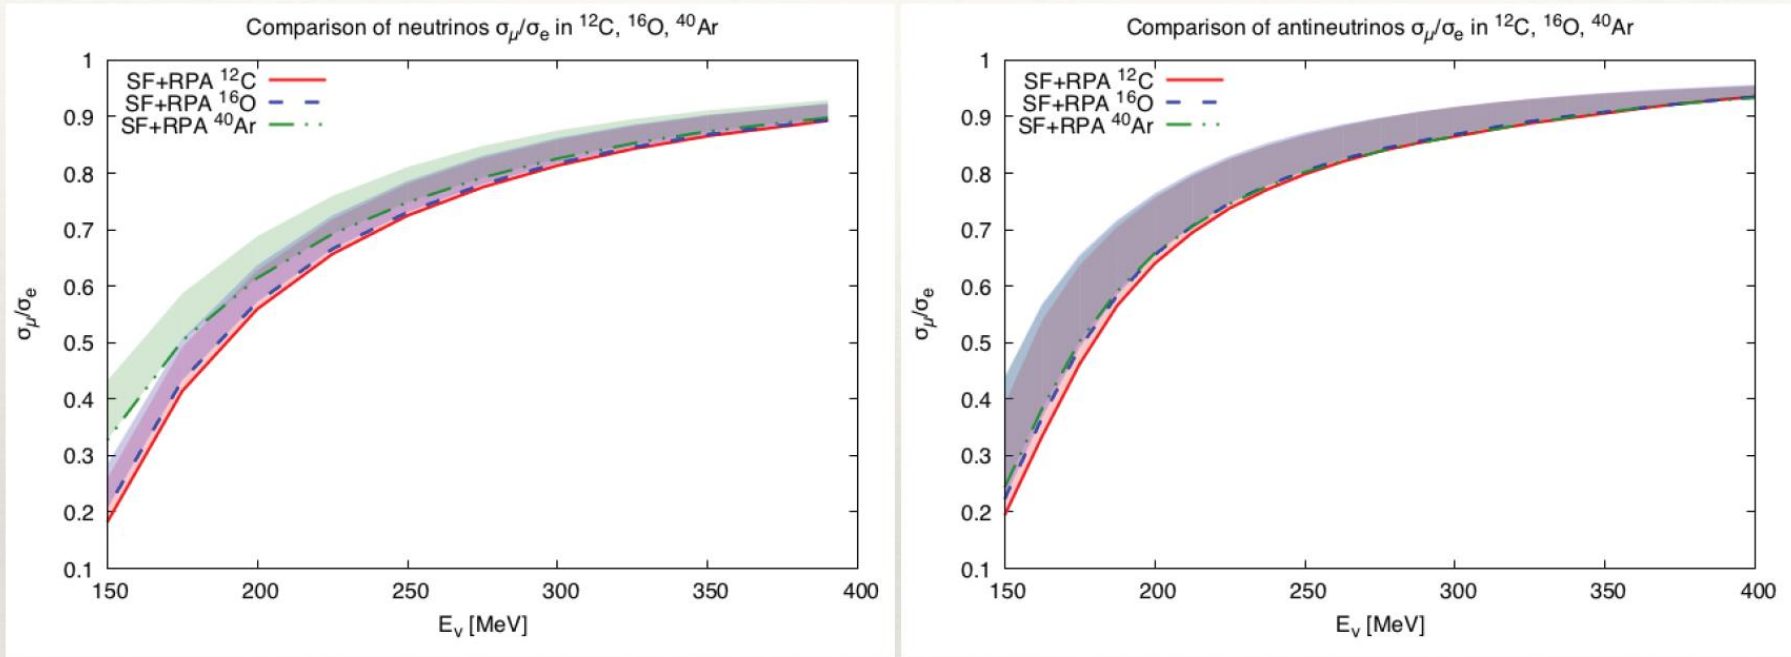 Comparison of neutrinos σμ/σe in ¹²C, ¹⁶O, ⁴⁰Ar
SF+RPA ¹²C
SF+RPA ¹⁶O
SF+RPA ⁴⁰Ar
1
0.9
0.8
0.7
0.6
0.5
0.4
0.3
0.2
0.1
σμ/σe
150 200 250 300 350 400
Eν [MeV]
Comparison of antineutrinos σμ/σe in ¹²C, ¹⁶O, ⁴⁰Ar
SF+RPA ¹²C
SF+RPA ¹⁶O
SF+RPA ⁴⁰Ar
1
0.9
0.8
0.7
0.6
0.5
0.4
0.3
0.2
0.1
σμ/σe
150 200 250 300 350 400
Eν [MeV]